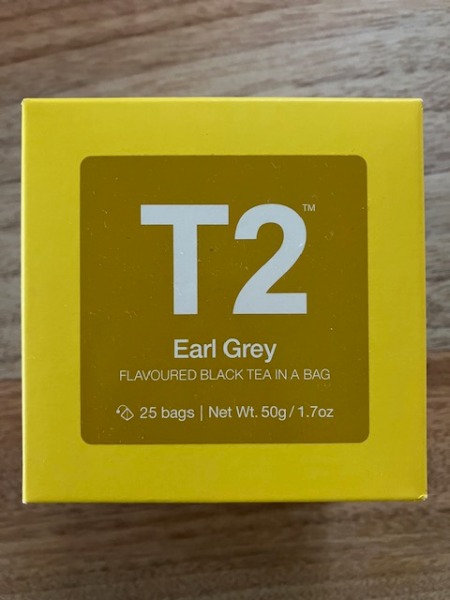 T2™
Earl Grey
FLAVOURED BLACK TEA IN A BAG
25 bags | Net Wt. 50g / 1.7oz